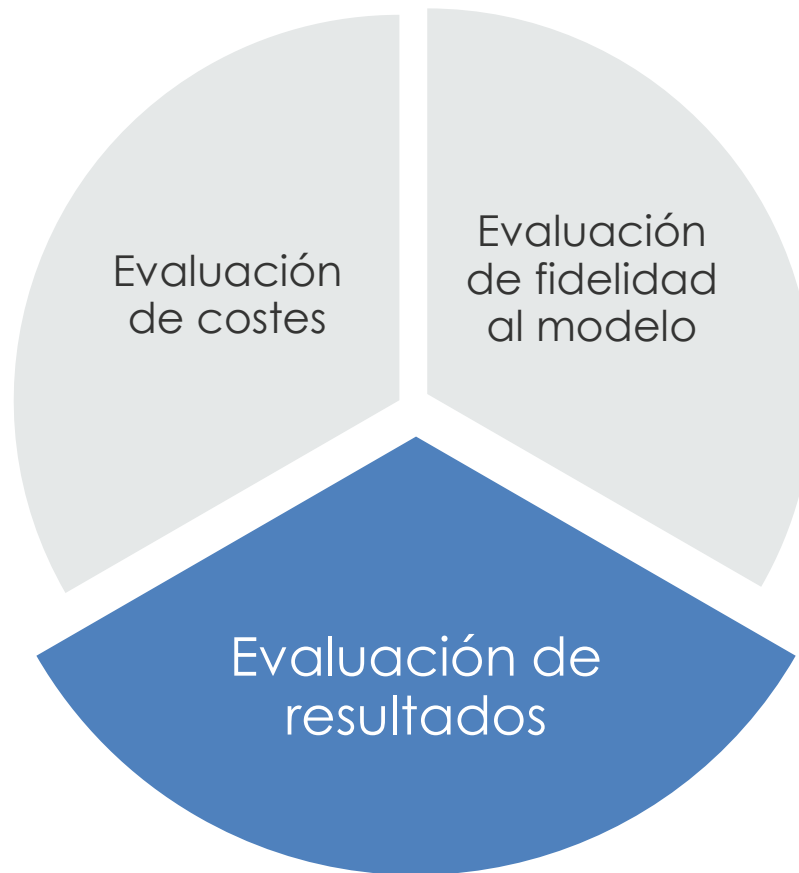 Evaluación
de costes
Evaluación
de fidelidad
al modelo
Evaluación de
resultados